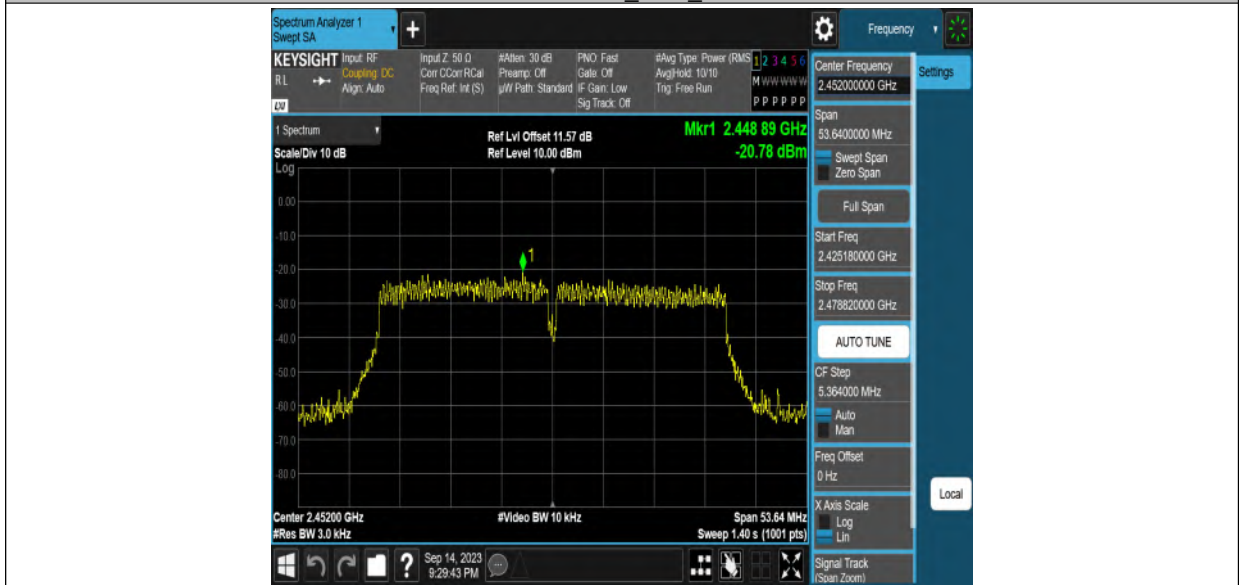 Spectrum Analyzer 1
Swept SA
+
Frequency
KEYSIGHT
RL
LXI
Input: RF
Coupling: DC
Align: Auto
Input Z: 50 Ω
Corr CCorr RCal
Freq Ref: Int (S)
#Atten: 30 dB
Preamp: Off
µW Path: Standard
PNO: Fast
Gate: Off
IF Gain: Low
Sig Track: Off
#Avg Type: Power (RMS
Avg|Hold: 10/10
Trig: Free Run
1 2 3 4 5 6
M W W W W W
P P P P P P
1 Spectrum
Scale/Div 10 dB
Log
Ref Lvl Offset 11.57 dB
Ref Level 10.00 dBm
Mkr1 2.448 89 GHz
-20.78 dBm
0.00
-10.0
-20.0
-30.0
-40.0
-50.0
-60.0
-70.0
-80.0
1
Center 2.45200 GHz
#Res BW 3.0 kHz
#Video BW 10 kHz
Span 53.64 MHz
Sweep 1.40 s (1001 pts)
Sep 14, 2023
9:29:43 PM
?
Center Frequency
2.452000000 GHz
Span
53.6400000 MHz
Swept Span
Zero Span
Full Span
Start Freq
2.425180000 GHz
Stop Freq
2.478820000 GHz
AUTO TUNE
CF Step
5.364000 MHz
Auto
Man
Freq Offset
0 Hz
X Axis Scale
Log
Lin
Signal Track
(Span Zoom)
Settings
Local